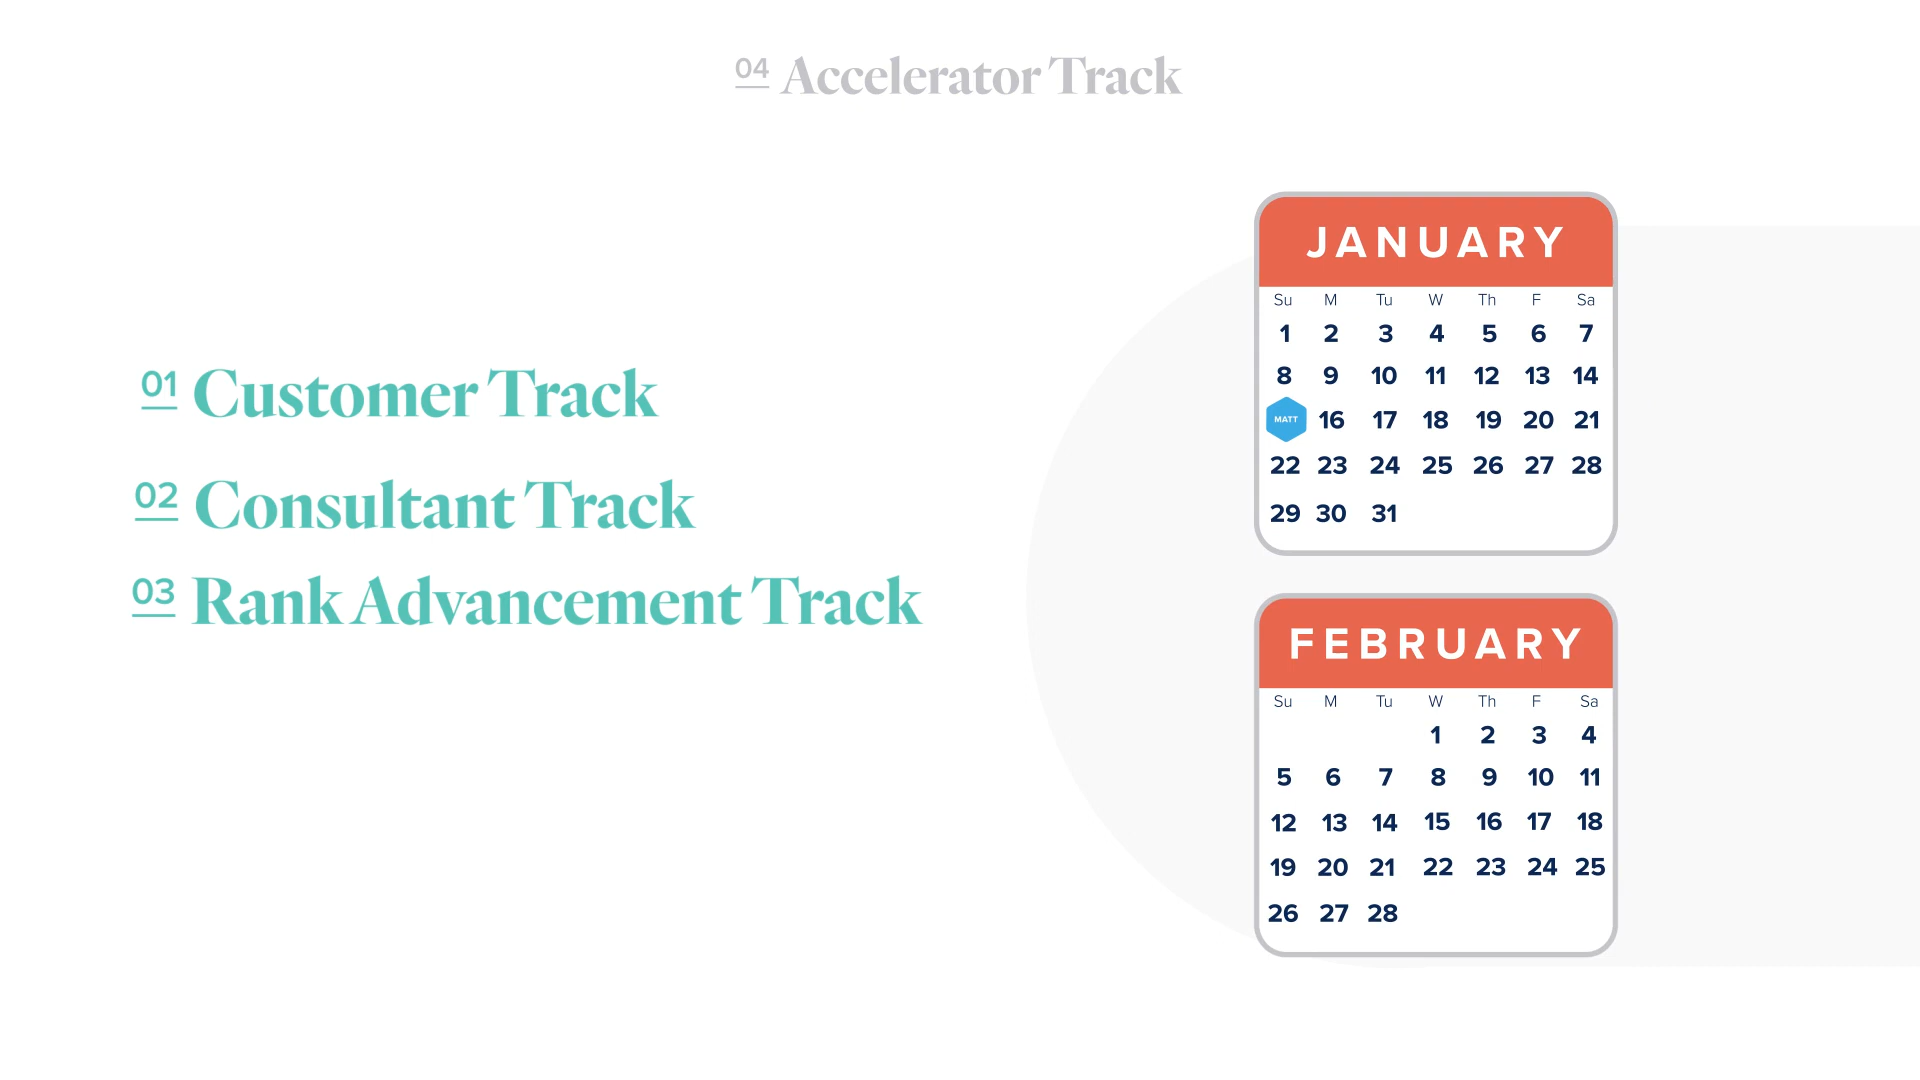 04 Accelerator Track
01 Customer Track
02 Consultant Track
03 Rank Advancement Track
JANUARY
Su M Tu W Th F Sa
1 2 3 4 5 6 7
8 9 10 11 12 13 14
MATT 16 17 18 19 20 21
22 23 24 25 26 27 28
29 30 31
FEBRUARY
Su M Tu W Th F Sa
1 2 3 4
5 6 7 8 9 10 11
12 13 14 15 16 17 18
19 20 21 22 23 24 25
26 27 28